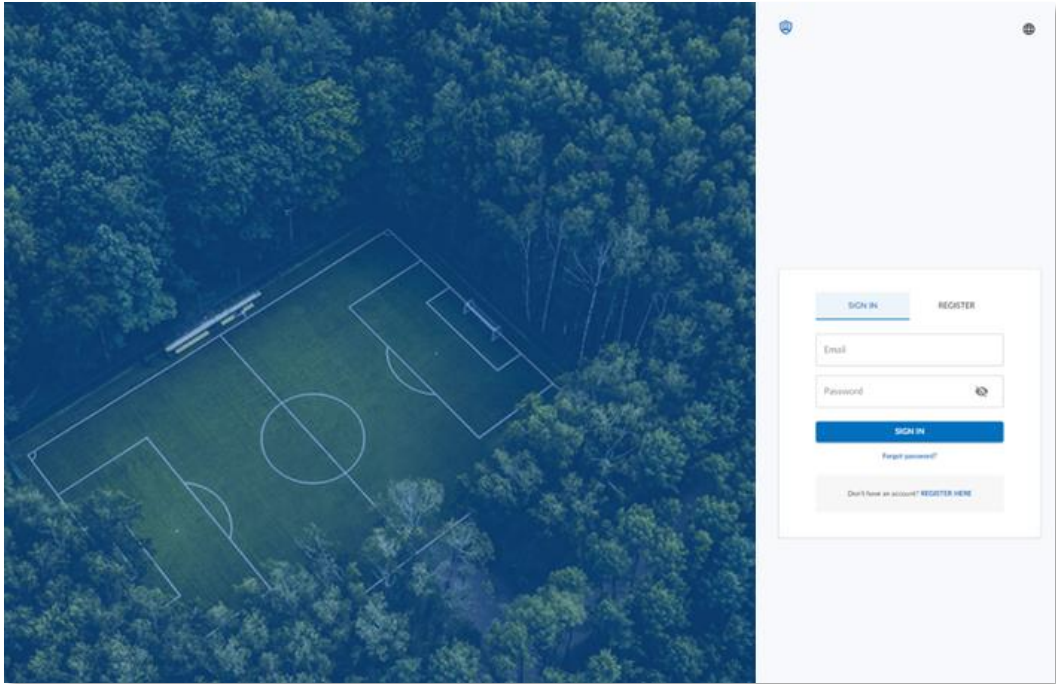 SIGN IN
REGISTER
Email
Password
SIGN IN
Forgot password?
Don't have an account? REGISTER HERE